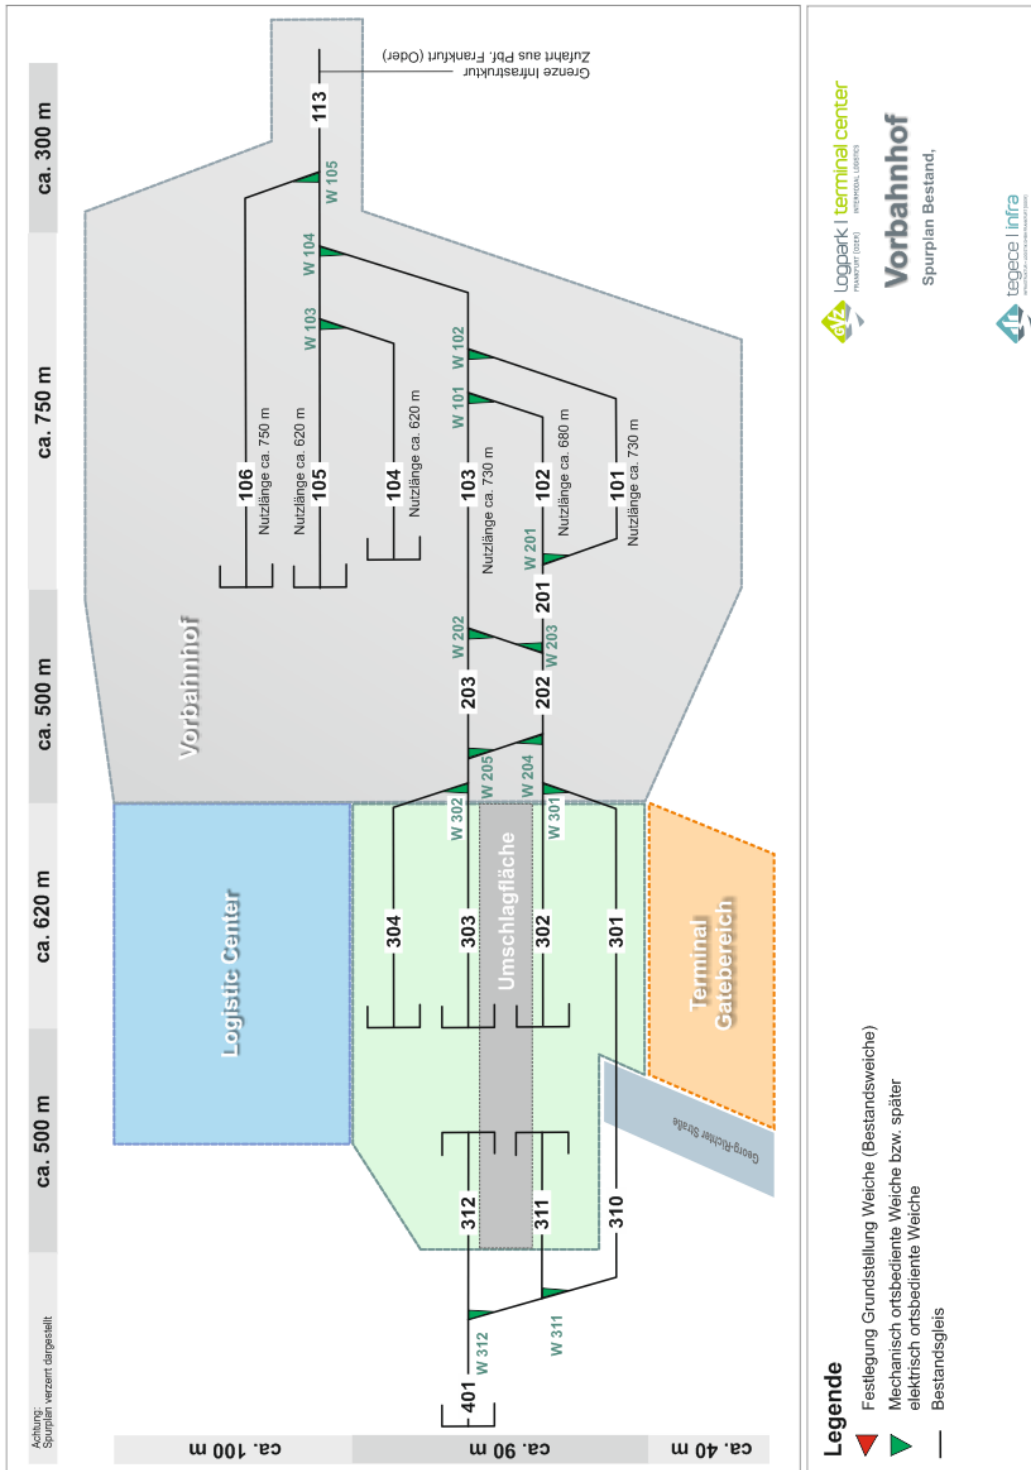 Achtung:
Spurplan verzerrt dargestellt
ca. 500 m
ca. 620 m
ca. 500 m
ca. 750 m
ca. 300 m
ca. 100 m
ca. 90 m
ca. 40 m
Logistic Center
Vorbahnhof
106
Nutzlänge ca. 750 m
W 105
113
Grenze Infrastruktur
Zufahrt aus Pbf. Frankfurt (Oder)
Nutzlänge ca. 620 m
105
W 103
W 104
304
104
Nutzlänge ca. 620 m
401
W 312
312
303
W 302
W 205
203
W 202
103
Nutzlänge ca. 730 m
W 101
W 102
Umschlagfläche
W 311
311
302
W 301
W 204
202
W 203
201
W 201
102
Nutzlänge ca. 680 m
310
301
101
Nutzlänge ca. 730 m
Georg-Richter Straße
Terminal
Gatebereich
Legende
Festlegung Grundstellung Weiche (Bestandsweiche)
Mechanisch ortsbediente Weiche bzw. später
elektrisch ortsbediente Weiche
Bestandsgleis
GVZ
Logpark | terminal center
FRANKFURT (ODER) INTERMODAL LOGISTICS
Vorbahnhof
Spurplan Bestand,
tegece | infra